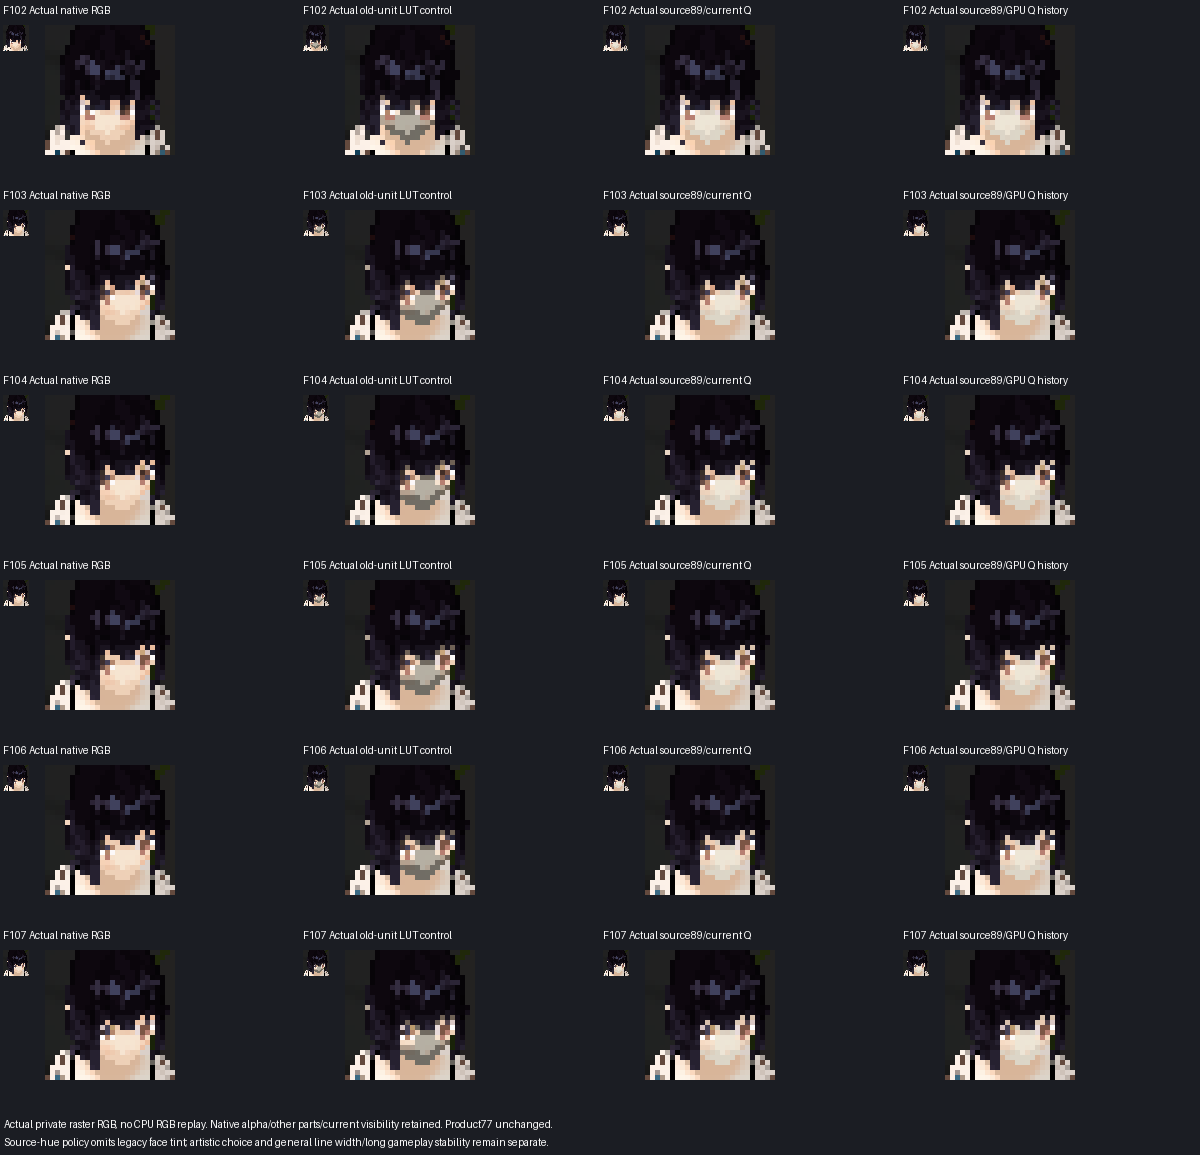 F102 Actual native RGB
F102 Actual old-unit LUT control
F102 Actual source89/current Q
F102 Actual source89/GPU Q history
F103 Actual native RGB
F103 Actual old-unit LUT control
F103 Actual source89/current Q
F103 Actual source89/GPU Q history
F104 Actual native RGB
F104 Actual old-unit LUT control
F104 Actual source89/current Q
F104 Actual source89/GPU Q history
F105 Actual native RGB
F105 Actual old-unit LUT control
F105 Actual source89/current Q
F105 Actual source89/GPU Q history
F106 Actual native RGB
F106 Actual old-unit LUT control
F106 Actual source89/current Q
F106 Actual source89/GPU Q history
F107 Actual native RGB
F107 Actual old-unit LUT control
F107 Actual source89/current Q
F107 Actual source89/GPU Q history
Actual private raster RGB, no CPU RGB replay. Native alpha/other parts/current visibility retained. Product77 unchanged.
Source-hue policy omits legacy face tint; artistic choice and general line width/long gameplay stability remain separate.